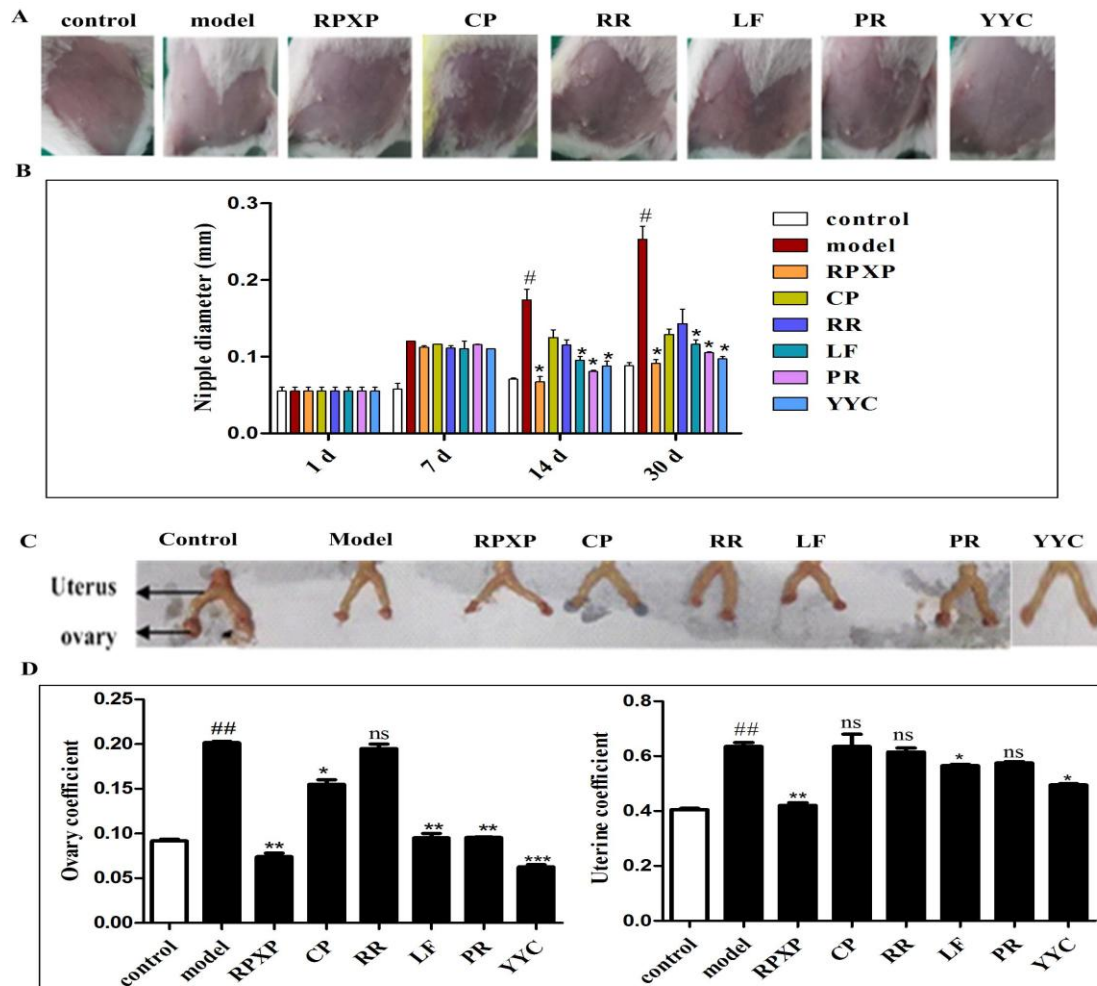 A
control model RPXP CP RR LF PR YYC
B
Nipple diameter (mm)
0.3
0.2
0.1
0.0
#
*
* * *
#
*
* * *
1 d 7 d 14 d 30 d
control
model
RPXP
CP
RR
LF
PR
YYC
C
Control Model RPXP CP RR LF PR YYC
Uterus
ovary
D
Ovary coefficient
0.25
0.20
0.15
0.10
0.05
0.00
## ** * ns ** ** ***
control model RPXP CP RR LF PR YYC
Uterine coefficient
0.8
0.6
0.4
0.2
0.0
## ** ns ns * ns *
control model RPXP CP RR LF PR YYC